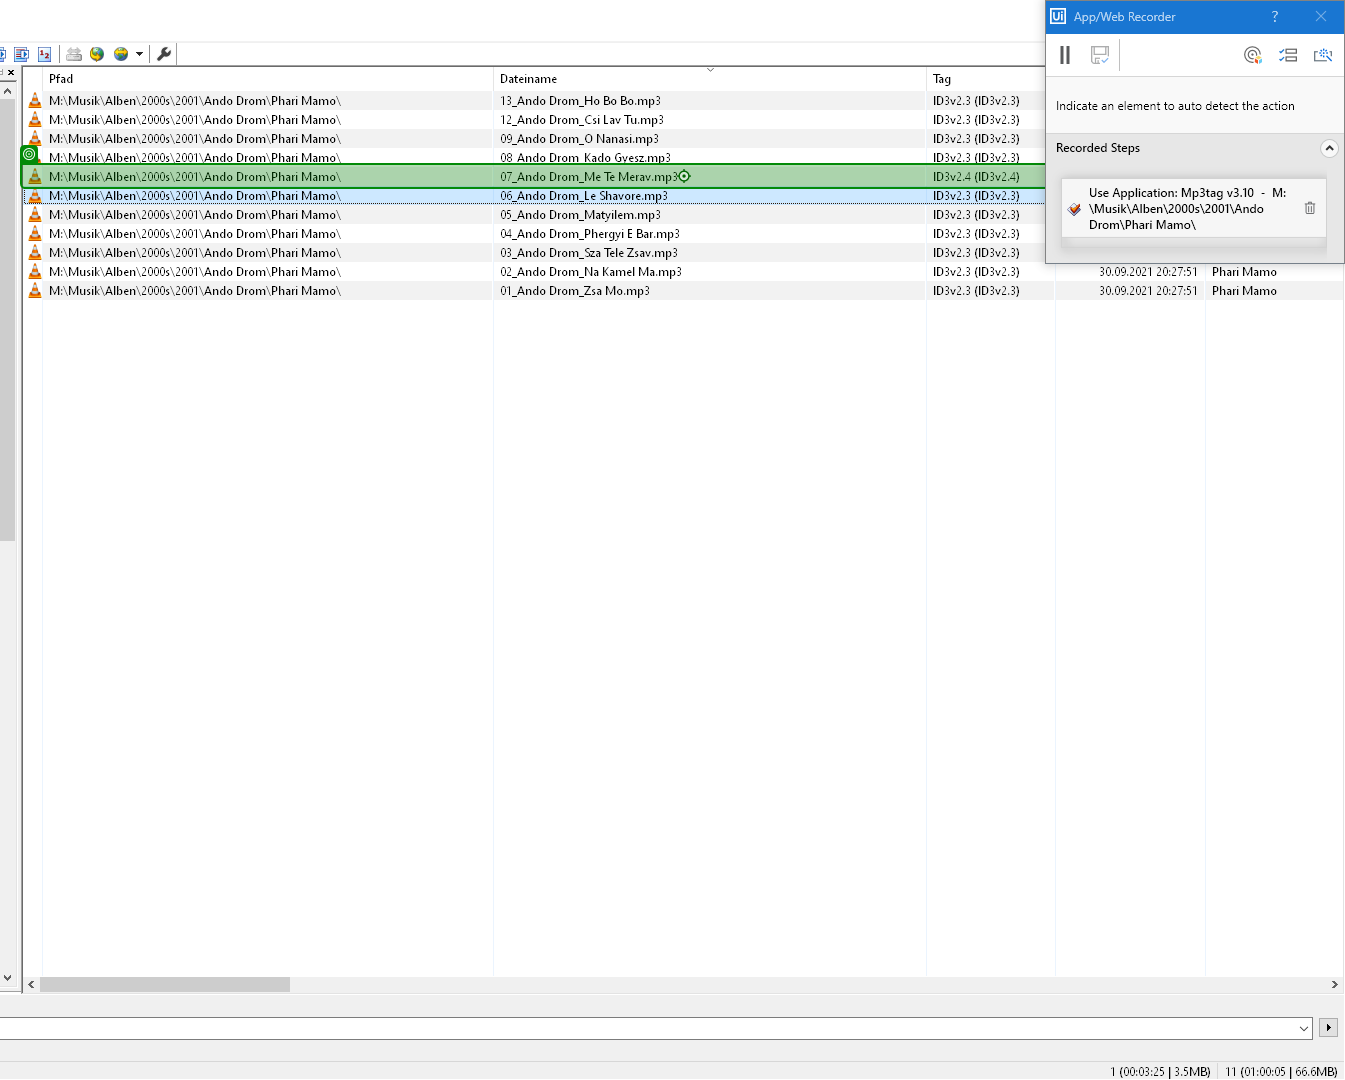 Ui App/Web Recorder ?
Indicate an element to auto detect the action
Recorded Steps
Use Application: Mp3tag v3.10 - M:
\Musik\Alben\2000s\2001\Ando
Drom\Phari Mamo\
Pfad Dateiname Tag
M:\Musik\Alben\2000s\2001\Ando Drom\Phari Mamo\ 13_Ando Drom_Ho Bo Bo.mp3 ID3v2.3 (ID3v2.3)
M:\Musik\Alben\2000s\2001\Ando Drom\Phari Mamo\ 12_Ando Drom_Csi Lav Tu.mp3 ID3v2.3 (ID3v2.3)
M:\Musik\Alben\2000s\2001\Ando Drom\Phari Mamo\ 09_Ando Drom_O Nanasi.mp3 ID3v2.3 (ID3v2.3)
M:\Musik\Alben\2000s\2001\Ando Drom\Phari Mamo\ 08_Ando Drom_Kado Gyesz.mp3 ID3v2.3 (ID3v2.3)
M:\Musik\Alben\2000s\2001\Ando Drom\Phari Mamo\ 07_Ando Drom_Me Te Merav.mp3 ID3v2.4 (ID3v2.4)
M:\Musik\Alben\2000s\2001\Ando Drom\Phari Mamo\ 06_Ando Drom_Le Shavore.mp3 ID3v2.3 (ID3v2.3)
M:\Musik\Alben\2000s\2001\Ando Drom\Phari Mamo\ 05_Ando Drom_Matyilem.mp3 ID3v2.3 (ID3v2.3)
M:\Musik\Alben\2000s\2001\Ando Drom\Phari Mamo\ 04_Ando Drom_Phergyi E Bar.mp3 ID3v2.3 (ID3v2.3)
M:\Musik\Alben\2000s\2001\Ando Drom\Phari Mamo\ 03_Ando Drom_Sza Tele Zsav.mp3 ID3v2.3 (ID3v2.3)
M:\Musik\Alben\2000s\2001\Ando Drom\Phari Mamo\ 02_Ando Drom_Na Kamel Ma.mp3 ID3v2.3 (ID3v2.3) 30.09.2021 20:27:51 Phari Mamo
M:\Musik\Alben\2000s\2001\Ando Drom\Phari Mamo\ 01_Ando Drom_Zsa Mo.mp3 ID3v2.3 (ID3v2.3) 30.09.2021 20:27:51 Phari Mamo
1 (00:03:25 | 3.5MB) 11 (01:00:05 | 66.6MB)